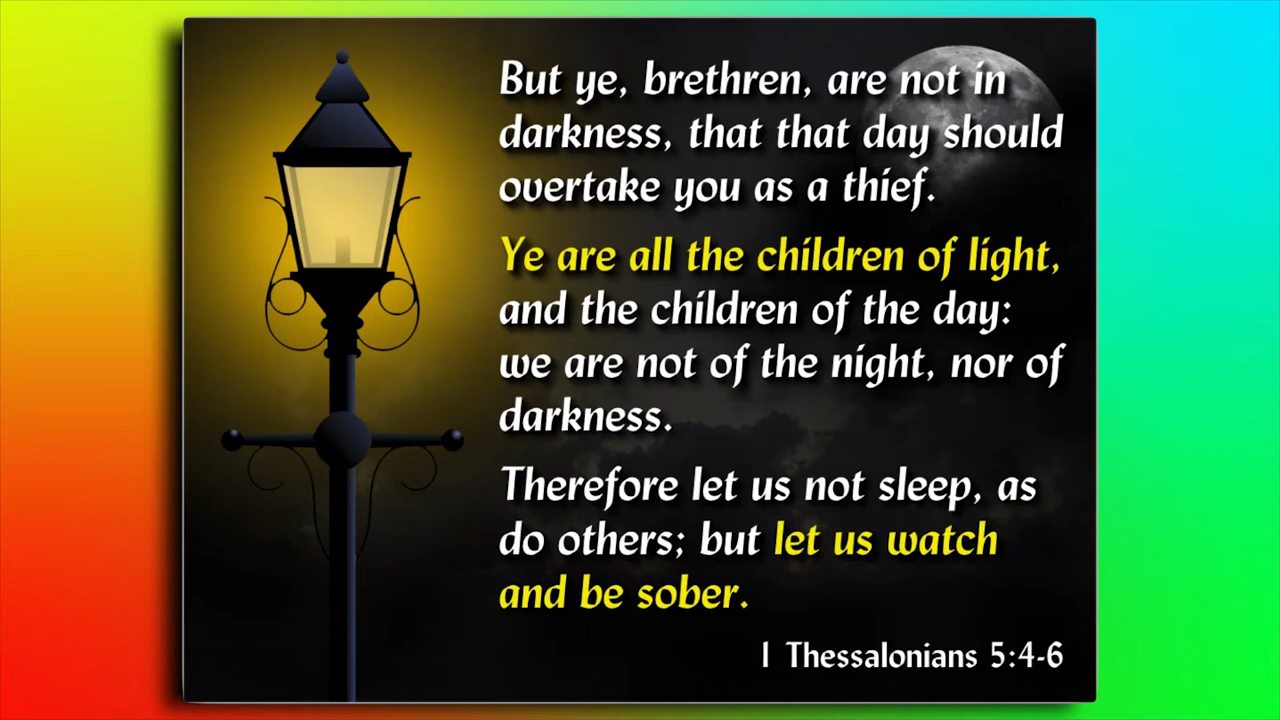 But ye, brethren, are not in
darkness, that that day should
overtake you as a thief.
Ye are all the children of light,
and the children of the day:
we are not of the night, nor of
darkness.
Therefore let us not sleep, as
do others; but let us watch
and be sober.
1 Thessalonians 5:4-6